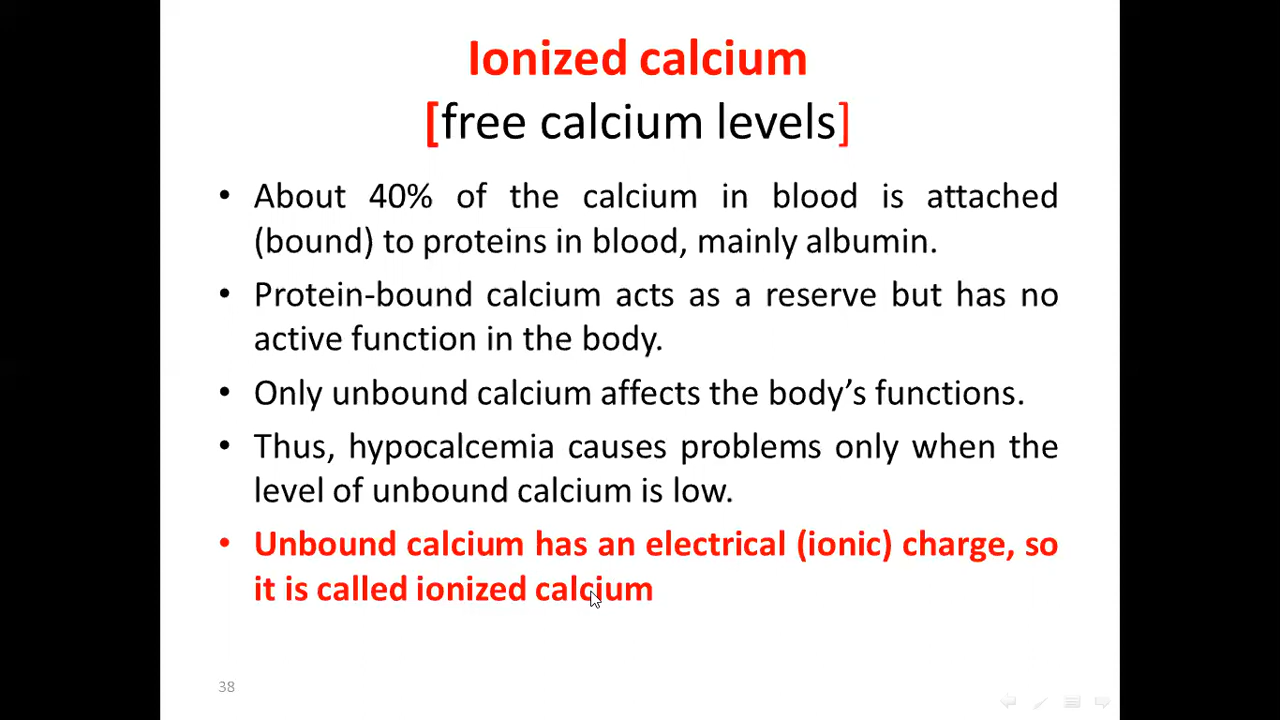 Ionized calcium
[free calcium levels]
• About 40% of the calcium in blood is attached
(bound) to proteins in blood, mainly albumin.
• Protein-bound calcium acts as a reserve but has no
active function in the body.
• Only unbound calcium affects the body’s functions.
• Thus, hypocalcemia causes problems only when the
level of unbound calcium is low.
• Unbound calcium has an electrical (ionic) charge, so
it is called ionized calcium
38